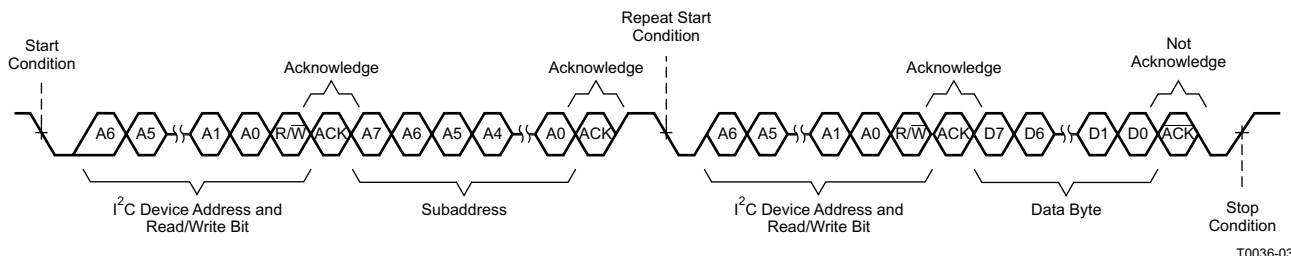 Start
Condition
Acknowledge
Acknowledge
Repeat Start
Condition
Acknowledge
Not
Acknowledge
A6 A5 A1 A0 R/W̅ ACK A7 A6 A5 A4 A0 ACK A6 A5 A1 A0 R/W̅ ACK D7 D6 D1 D0 A̅C̅K̅
I²C Device Address and
Read/Write Bit
Subaddress
I²C Device Address and
Read/Write Bit
Data Byte
Stop
Condition
T0036-03